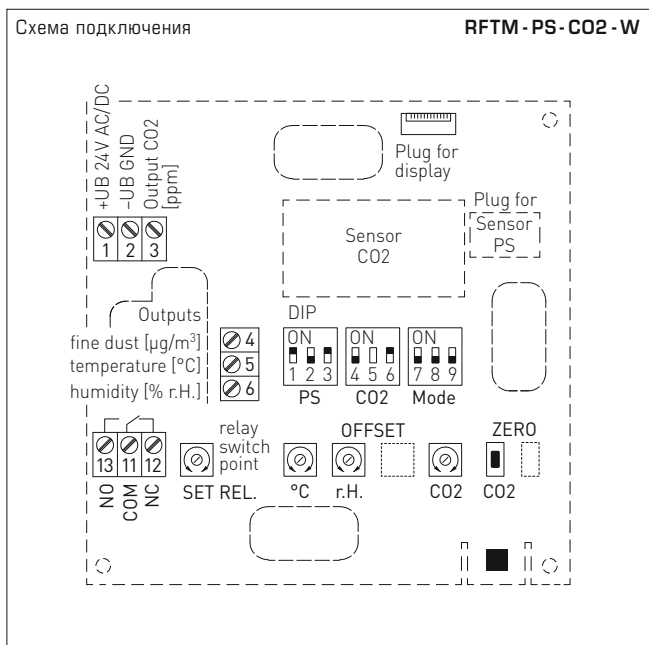 Схема подключения
RFTM-PS-CO2-W
+UB 24V AC/DC
-UB GND
Output CO2
[ppm]
1 2 3
Plug for
display
Plug for
Sensor
PS
Sensor
CO2
Outputs
fine dust [µg/m³]
temperature [°C]
humidity [% r.H.]
4
5
6
DIP
ON
1 2 3
PS
ON
4 5 6
CO2
ON
7 8 9
Mode
13 11 12
NO
COM
NC
relay
switch
point
SET REL.
OFFSET
°C
r.H.
CO2
ZERO
CO2